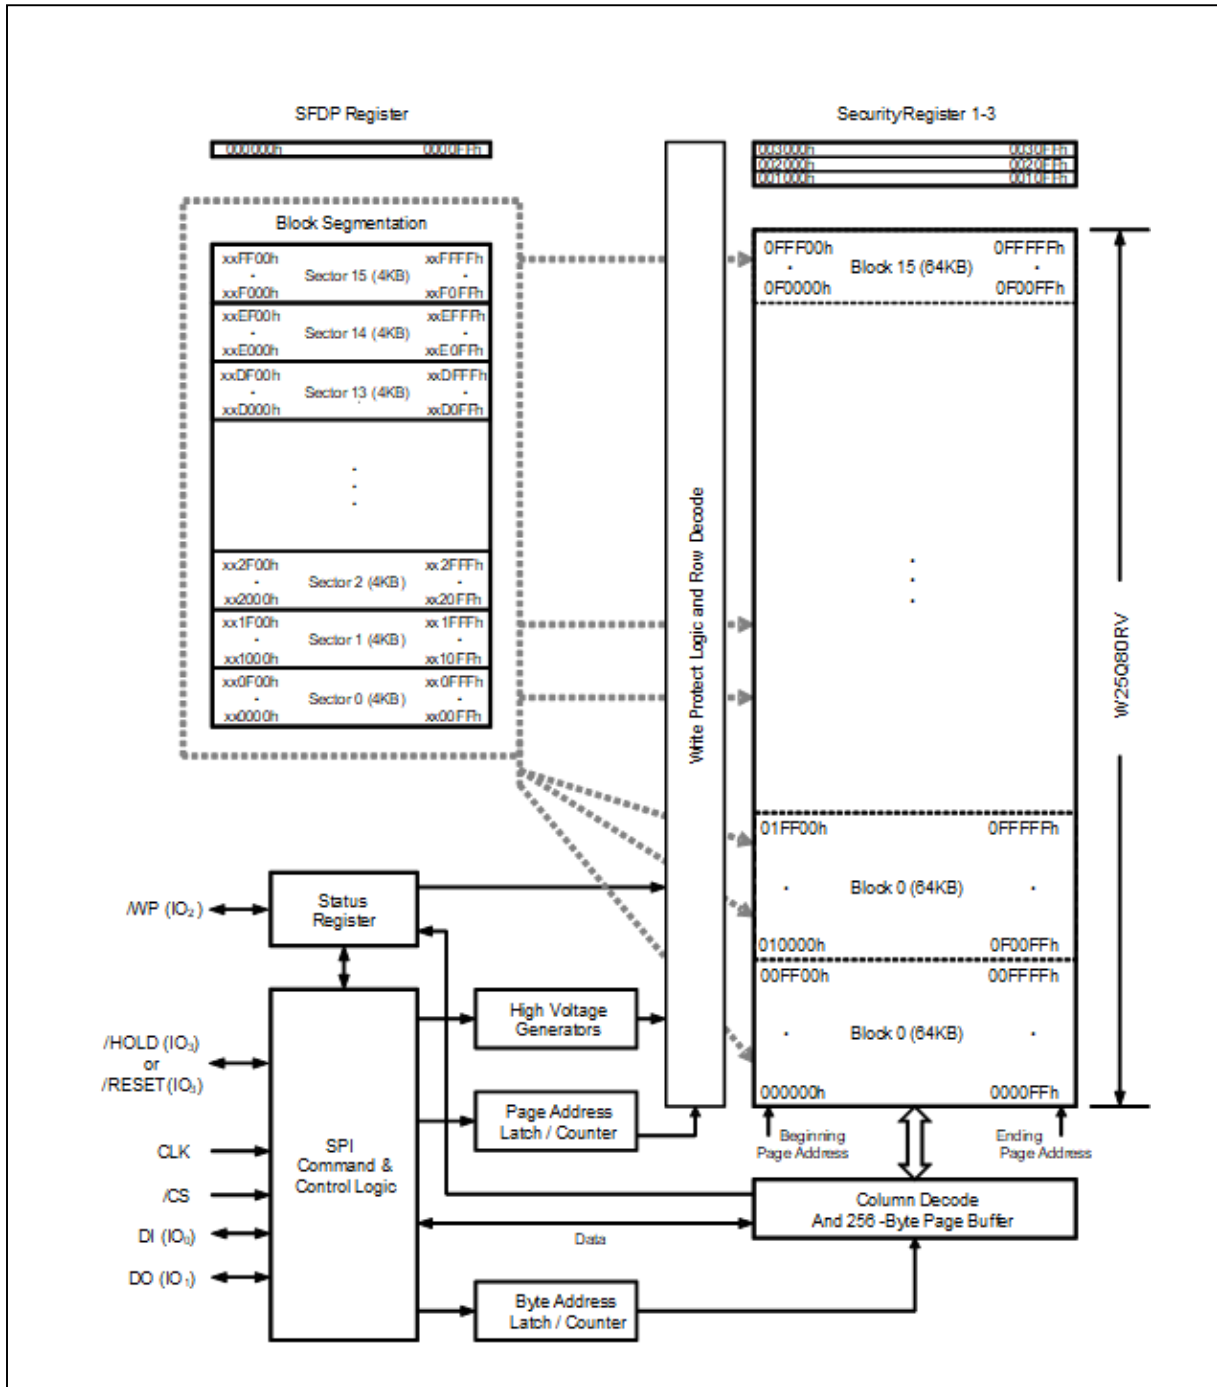 SFDP Register
000000h 0000FFh
Security Register 1-3
003000h 0030FFh
002000h 0020FFh
001000h 0010FFh
Block Segmentation
xxFF00h xxFFFFh
Sector 15 (4KB)
xxF000h xxF0FFh
xxEF00h xxEFFFh
Sector 14 (4KB)
xxE000h xxE0FFh
xxDF00h xxDFFFh
Sector 13 (4KB)
xxD000h xxD0FFh
xx2F00h xx2FFFh
Sector 2 (4KB)
xx2000h xx20FFh
xx1F00h xx1FFFh
Sector 1 (4KB)
xx1000h xx10FFh
xx0F00h xx0FFFh
Sector 0 (4KB)
xx0000h xx00FFh
Write Protect Logic and Row Decode
0FFF00h 0FFFFFh
Block 15 (64KB)
0F0000h 0F00FFh
01FF00h 0FFFFFh
Block 0 (64KB)
010000h 0F00FFh
00FF00h 00FFFFh
Block 0 (64KB)
000000h 0000FFh
W25Q80RV
Beginning
Page Address
Ending
Page Address
/WP (IO₂)
Status
Register
/HOLD (IO₃)
or
/RESET (IO₃)
CLK
/CS
DI (IO₀)
DO (IO₁)
SPI
Command &
Control Logic
High Voltage
Generators
Page Address
Latch / Counter
Column Decode
And 256 -Byte Page Buffer
Data
Byte Address
Latch / Counter